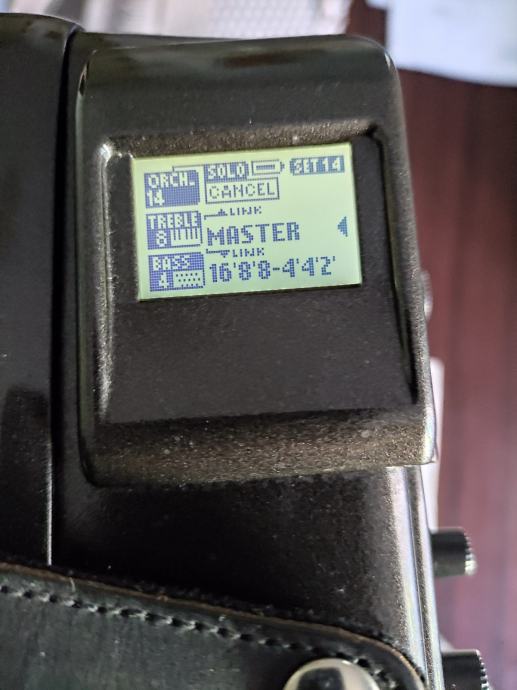 ORCH. SOLO SET 14
14 CANCEL
LINK
TREBLE
8 MASTER
LINK
BASS
4 16'8'8-4'4'2'